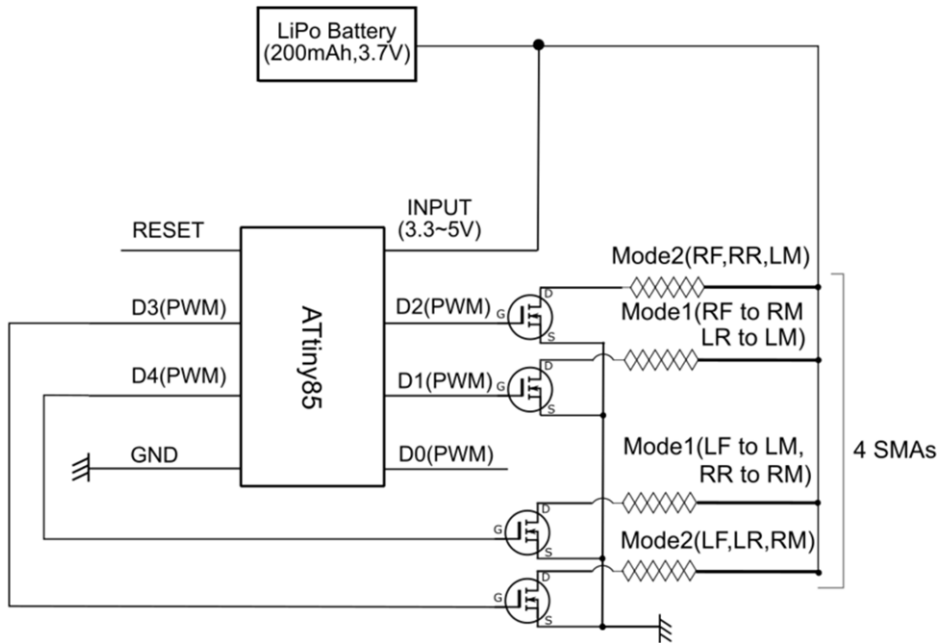 LiPo Battery
(200mAh,3.7V)
RESET
INPUT
(3.3~5V)
D3(PWM)
D2(PWM)
D4(PWM)
D1(PWM)
GND
D0(PWM)
ATtiny85
G
D
S
Mode2(RF,RR,LM)
G
D
S
Mode1(RF to RM
LR to LM)
G
D
S
Mode1(LF to LM,
RR to RM)
G
D
S
Mode2(LF,LR,RM)
4 SMAs